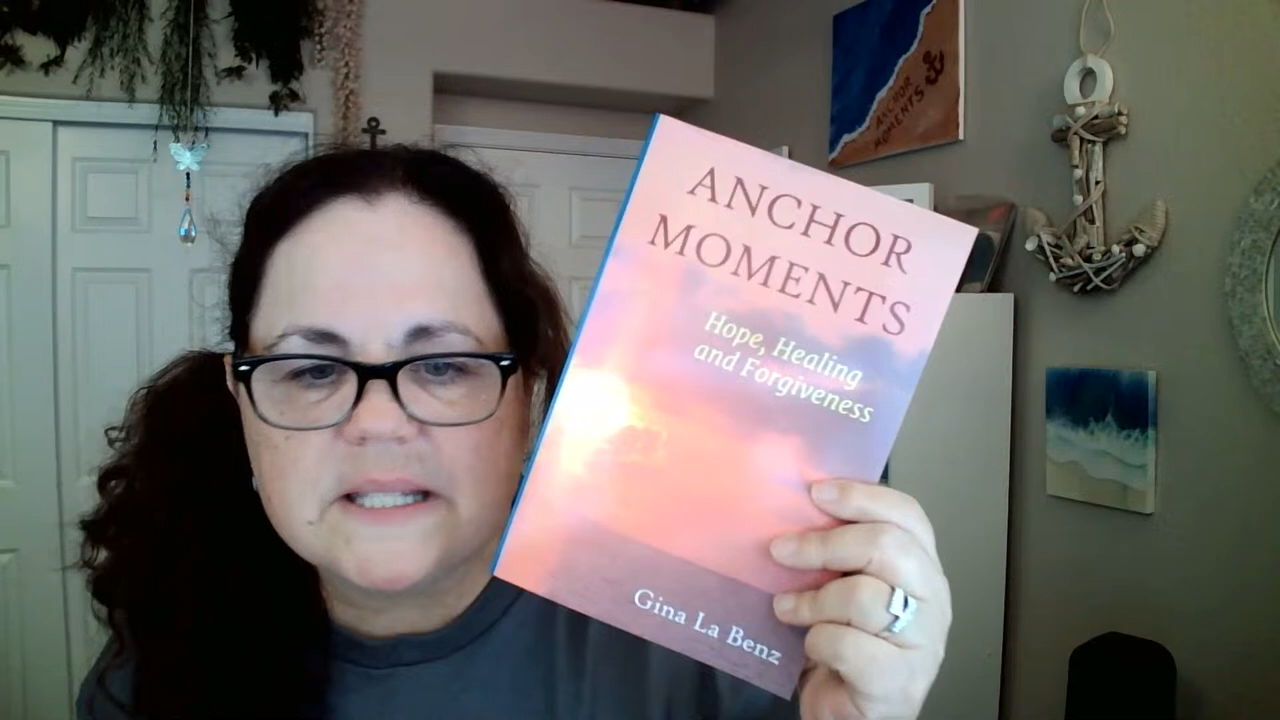 ANCHOR
MOMENTS
Hope, Healing
and Forgiveness
Gina La Benz
ANCHOR
MOMENTS